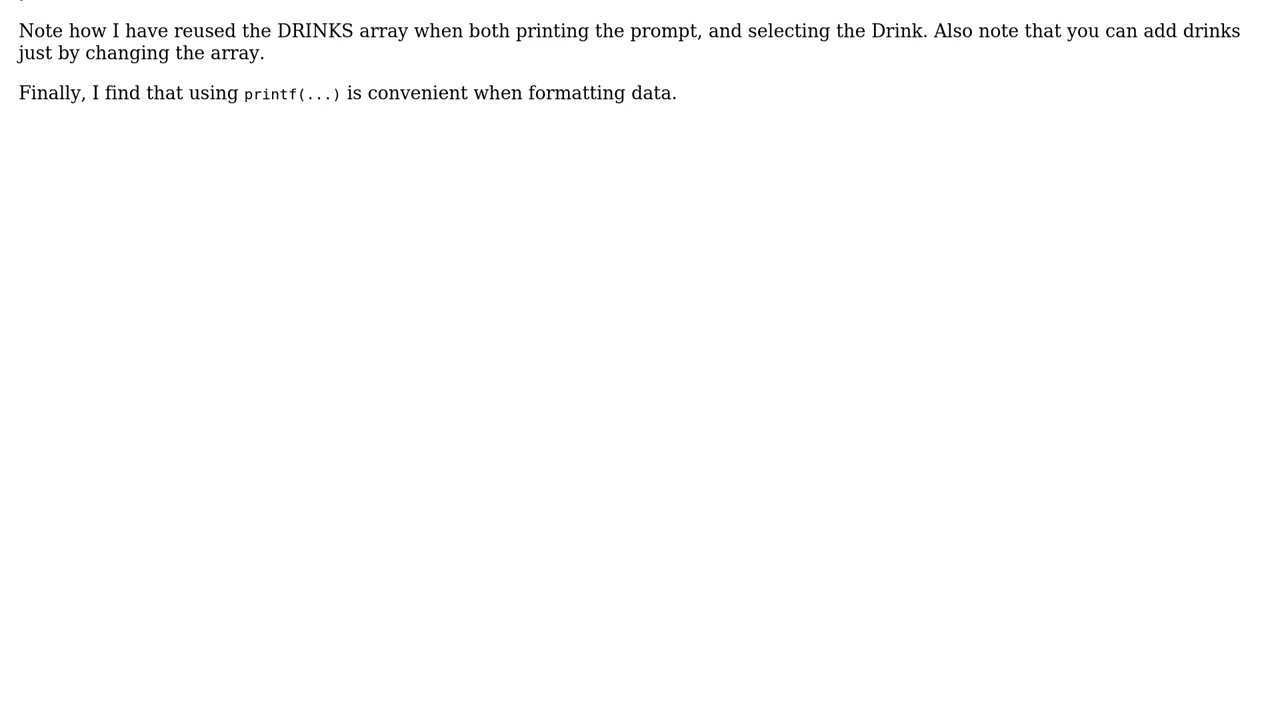 Note how I have reused the DRINKS array when both printing the prompt, and selecting the Drink. Also note that you can add drinks
just by changing the array.
Finally, I find that using printf(...) is convenient when formatting data.